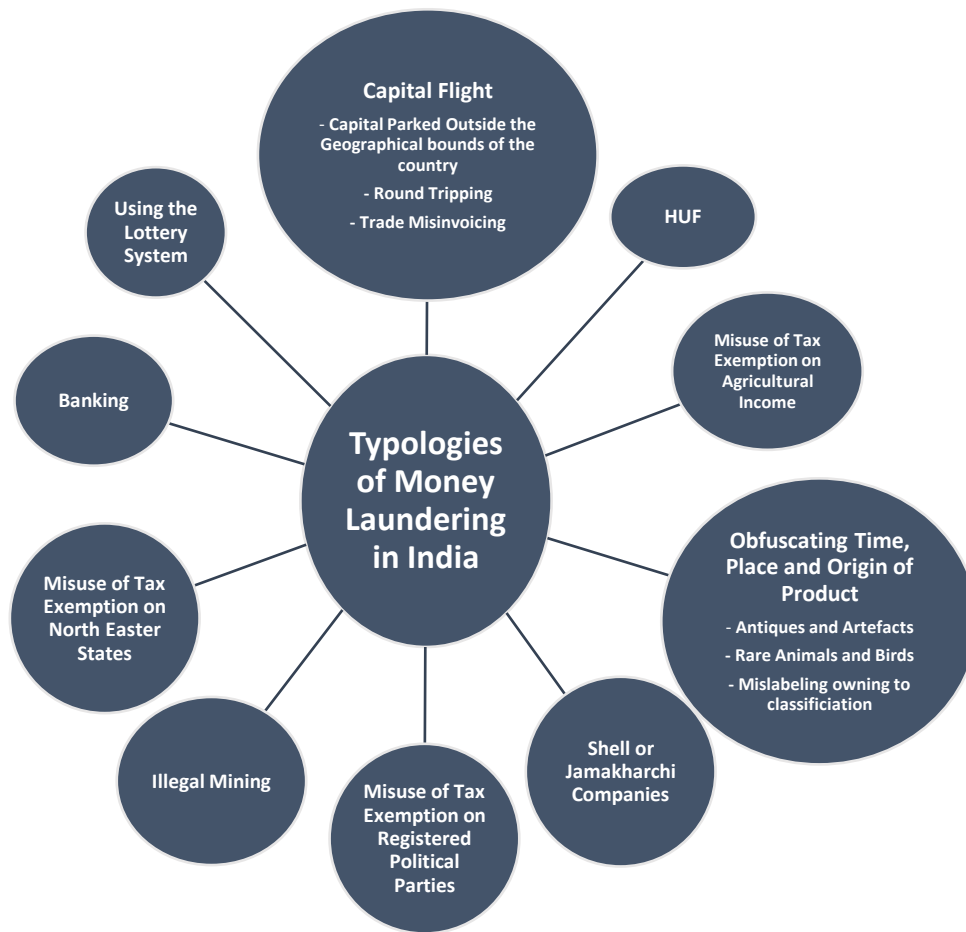 Capital Flight
- Capital Parked Outside the
Geographical bounds of the
country
- Round Tripping
- Trade Misinvoicing
HUF
Misuse of Tax
Exemption on
Agricultural
Income
Obfuscating Time,
Place and Origin of
Product
- Antiques and Artefacts
- Rare Animals and Birds
- Mislabeling owning to
classificiation
Shell or
Jamakharchi
Companies
Misuse of Tax
Exemption on
Registered
Political
Parties
Illegal Mining
Misuse of Tax
Exemption on
North Easter
States
Banking
Using the
Lottery
System
Typologies
of Money
Laundering
in India